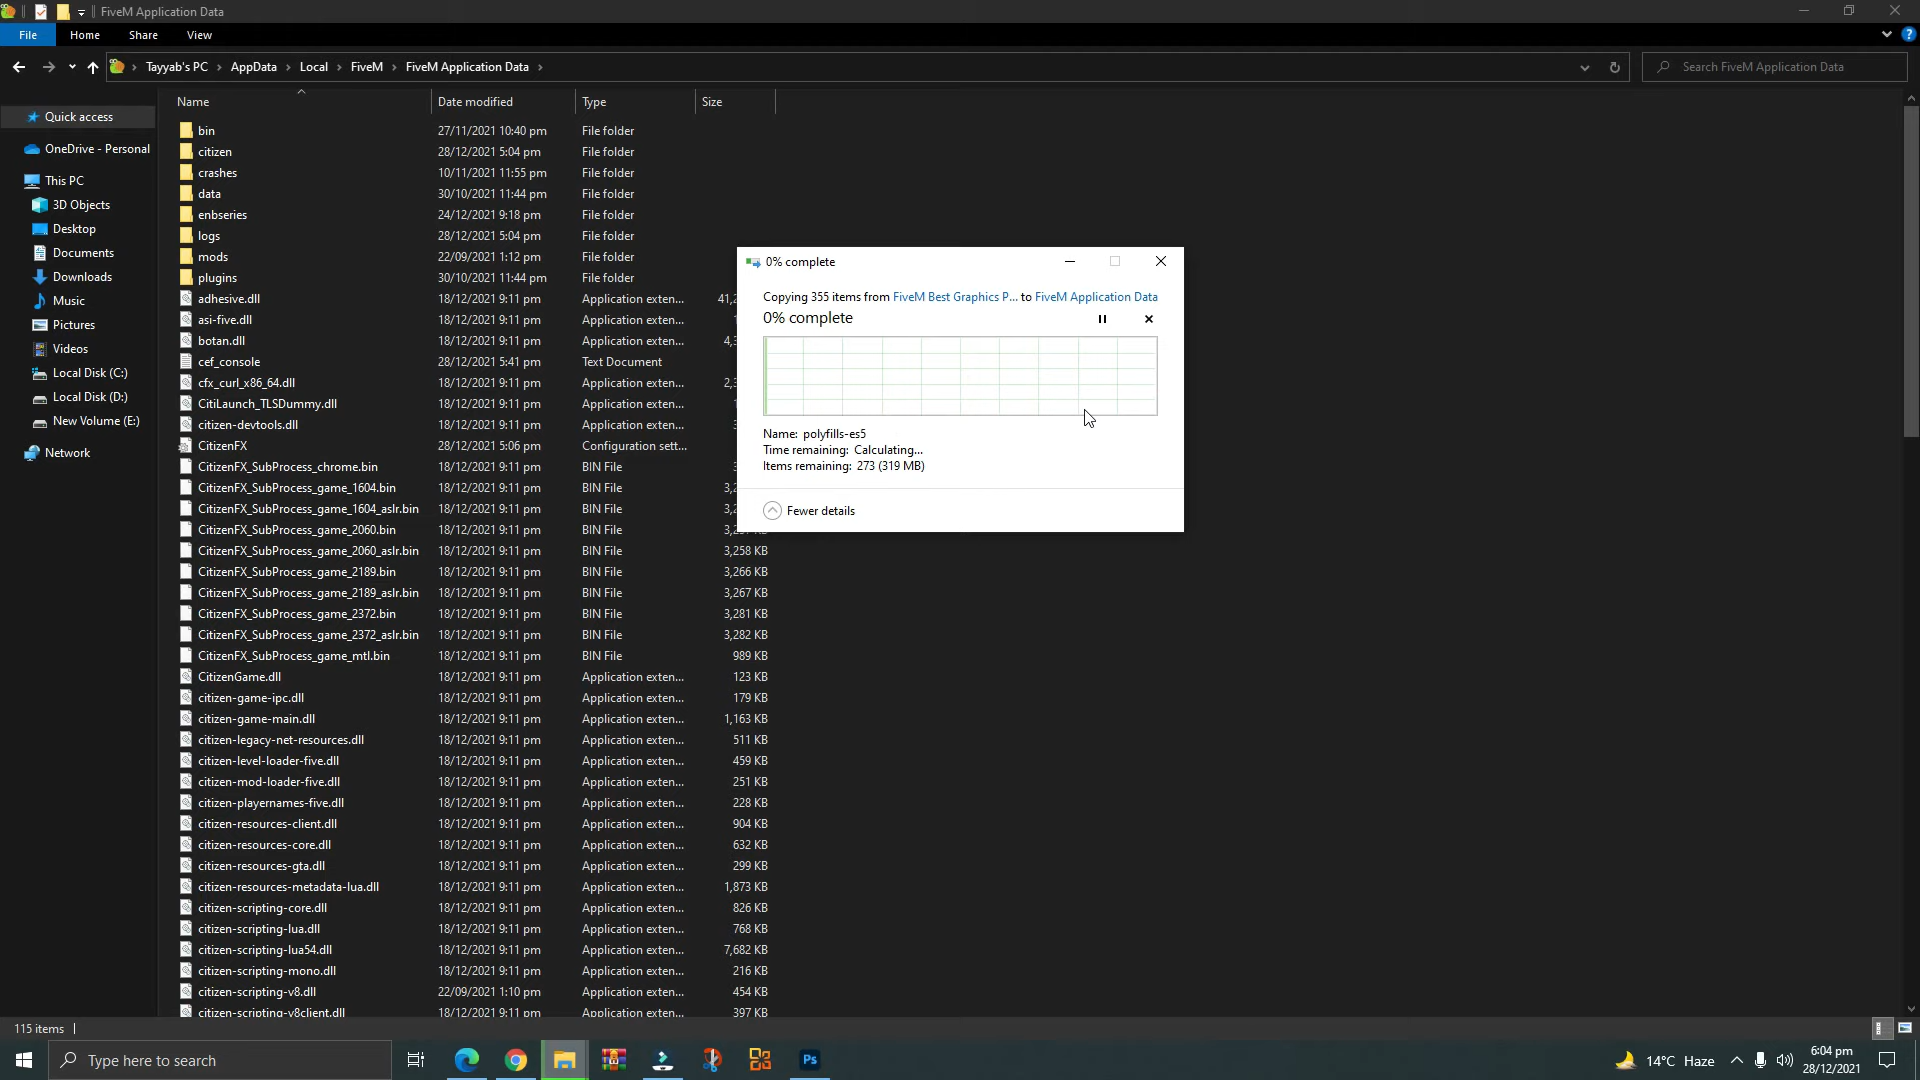 FiveM Application Data
File Home Share View
Tayyab's PC AppData Local FiveM FiveM Application Data
Search FiveM Application Data
Name Date modified Type Size
Quick access
OneDrive - Personal
This PC
3D Objects
Desktop
Documents
Downloads
Music
Pictures
Videos
Local Disk (C:)
Local Disk (D:)
New Volume (E:)
Network
bin 27/11/2021 10:40 pm File folder
citizen 28/12/2021 5:04 pm File folder
crashes 10/11/2021 11:55 pm File folder
data 30/10/2021 11:44 pm File folder
enbseries 24/12/2021 9:18 pm File folder
logs 28/12/2021 5:04 pm File folder
mods 22/09/2021 1:12 pm File folder
plugins 30/10/2021 11:44 pm File folder
adhesive.dll 18/12/2021 9:11 pm Application exten...
asi-five.dll 18/12/2021 9:11 pm Application exten...
botan.dll 18/12/2021 9:11 pm Application exten...
cef_console 28/12/2021 5:41 pm Text Document
cfx_curl_x86_64.dll 18/12/2021 9:11 pm Application exten...
CitiLaunch_TLSDummy.dll 18/12/2021 9:11 pm Application exten...
citizen-devtools.dll 18/12/2021 9:11 pm Application exten...
CitizenFX 28/12/2021 5:06 pm Configuration sett...
CitizenFX_SubProcess_chrome.bin 18/12/2021 9:11 pm BIN File
CitizenFX_SubProcess_game_1604.bin 18/12/2021 9:11 pm BIN File
CitizenFX_SubProcess_game_1604_aslr.bin 18/12/2021 9:11 pm BIN File
CitizenFX_SubProcess_game_2060.bin 18/12/2021 9:11 pm BIN File
CitizenFX_SubProcess_game_2060_aslr.bin 18/12/2021 9:11 pm BIN File 3,258 KB
CitizenFX_SubProcess_game_2189.bin 18/12/2021 9:11 pm BIN File 3,266 KB
CitizenFX_SubProcess_game_2189_aslr.bin 18/12/2021 9:11 pm BIN File 3,267 KB
CitizenFX_SubProcess_game_2372.bin 18/12/2021 9:11 pm BIN File 3,281 KB
CitizenFX_SubProcess_game_2372_aslr.bin 18/12/2021 9:11 pm BIN File 3,282 KB
CitizenFX_SubProcess_game_mtl.bin 18/12/2021 9:11 pm BIN File 989 KB
CitizenGame.dll 18/12/2021 9:11 pm Application exten... 123 KB
citizen-game-ipc.dll 18/12/2021 9:11 pm Application exten... 179 KB
citizen-game-main.dll 18/12/2021 9:11 pm Application exten... 1,163 KB
citizen-legacy-net-resources.dll 18/12/2021 9:11 pm Application exten... 511 KB
citizen-level-loader-five.dll 18/12/2021 9:11 pm Application exten... 459 KB
citizen-mod-loader-five.dll 18/12/2021 9:11 pm Application exten... 251 KB
citizen-playernames-five.dll 18/12/2021 9:11 pm Application exten... 228 KB
citizen-resources-client.dll 18/12/2021 9:11 pm Application exten... 904 KB
citizen-resources-core.dll 18/12/2021 9:11 pm Application exten... 632 KB
citizen-resources-gta.dll 18/12/2021 9:11 pm Application exten... 299 KB
citizen-resources-metadata-lua.dll 18/12/2021 9:11 pm Application exten... 1,873 KB
citizen-scripting-core.dll 18/12/2021 9:11 pm Application exten... 826 KB
citizen-scripting-lua.dll 18/12/2021 9:11 pm Application exten... 768 KB
citizen-scripting-lua54.dll 18/12/2021 9:11 pm Application exten... 7,682 KB
citizen-scripting-mono.dll 18/12/2021 9:11 pm Application exten... 216 KB
citizen-scripting-v8.dll 22/09/2021 1:10 pm Application exten... 454 KB
citizen-scripting-v8client.dll 18/12/2021 9:11 pm Application exten... 397 KB
0% complete
Copying 355 items from FiveM Best Graphics P... to FiveM Application Data
0% complete
Name: polyfills-es5
Time remaining: Calculating...
Items remaining: 273 (319 MB)
Fewer details
115 items
Type here to search
Ps
14°C Haze
6:04 pm
28/12/2021